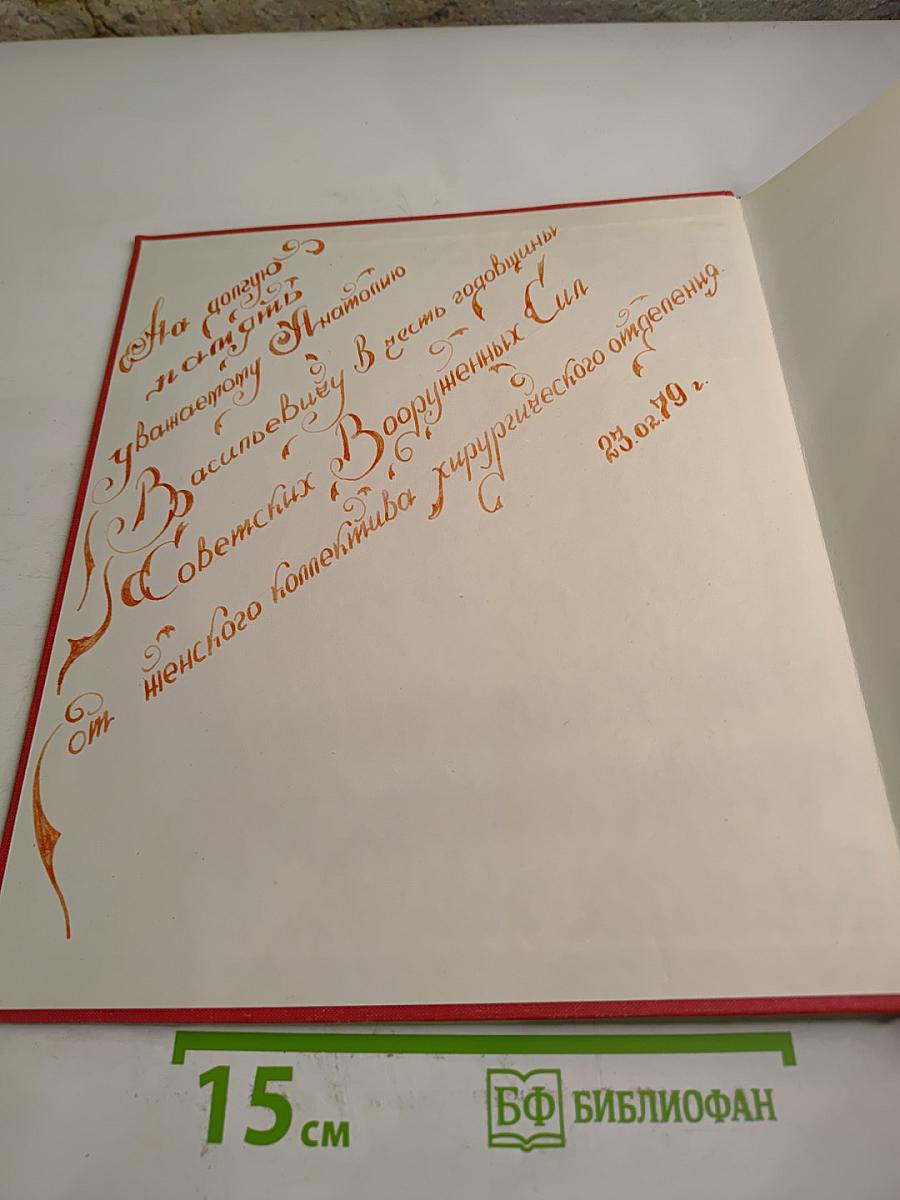 На долгую
память
уважаемому Анатолию
Васильевичу в честь годовщины
Советских Вооруженных Сил
от женского коллектива хирургического отделения.
23.02.79 г.
15 см
БФ БИБЛИОФАН